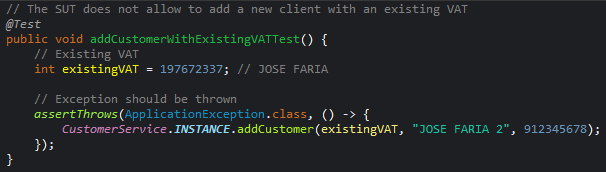 // The SUT does not allow to add a new client with an existing VAT
@Test
public void addCustomerWithExistingVATTest() {
// Existing VAT
int existingVAT = 197672337; // JOSE FARIA
// Exception should be thrown
assertThrows(ApplicationException.class, () -> {
CustomerService.INSTANCE.addCustomer(existingVAT, "JOSE FARIA 2", 912345678);
});
}